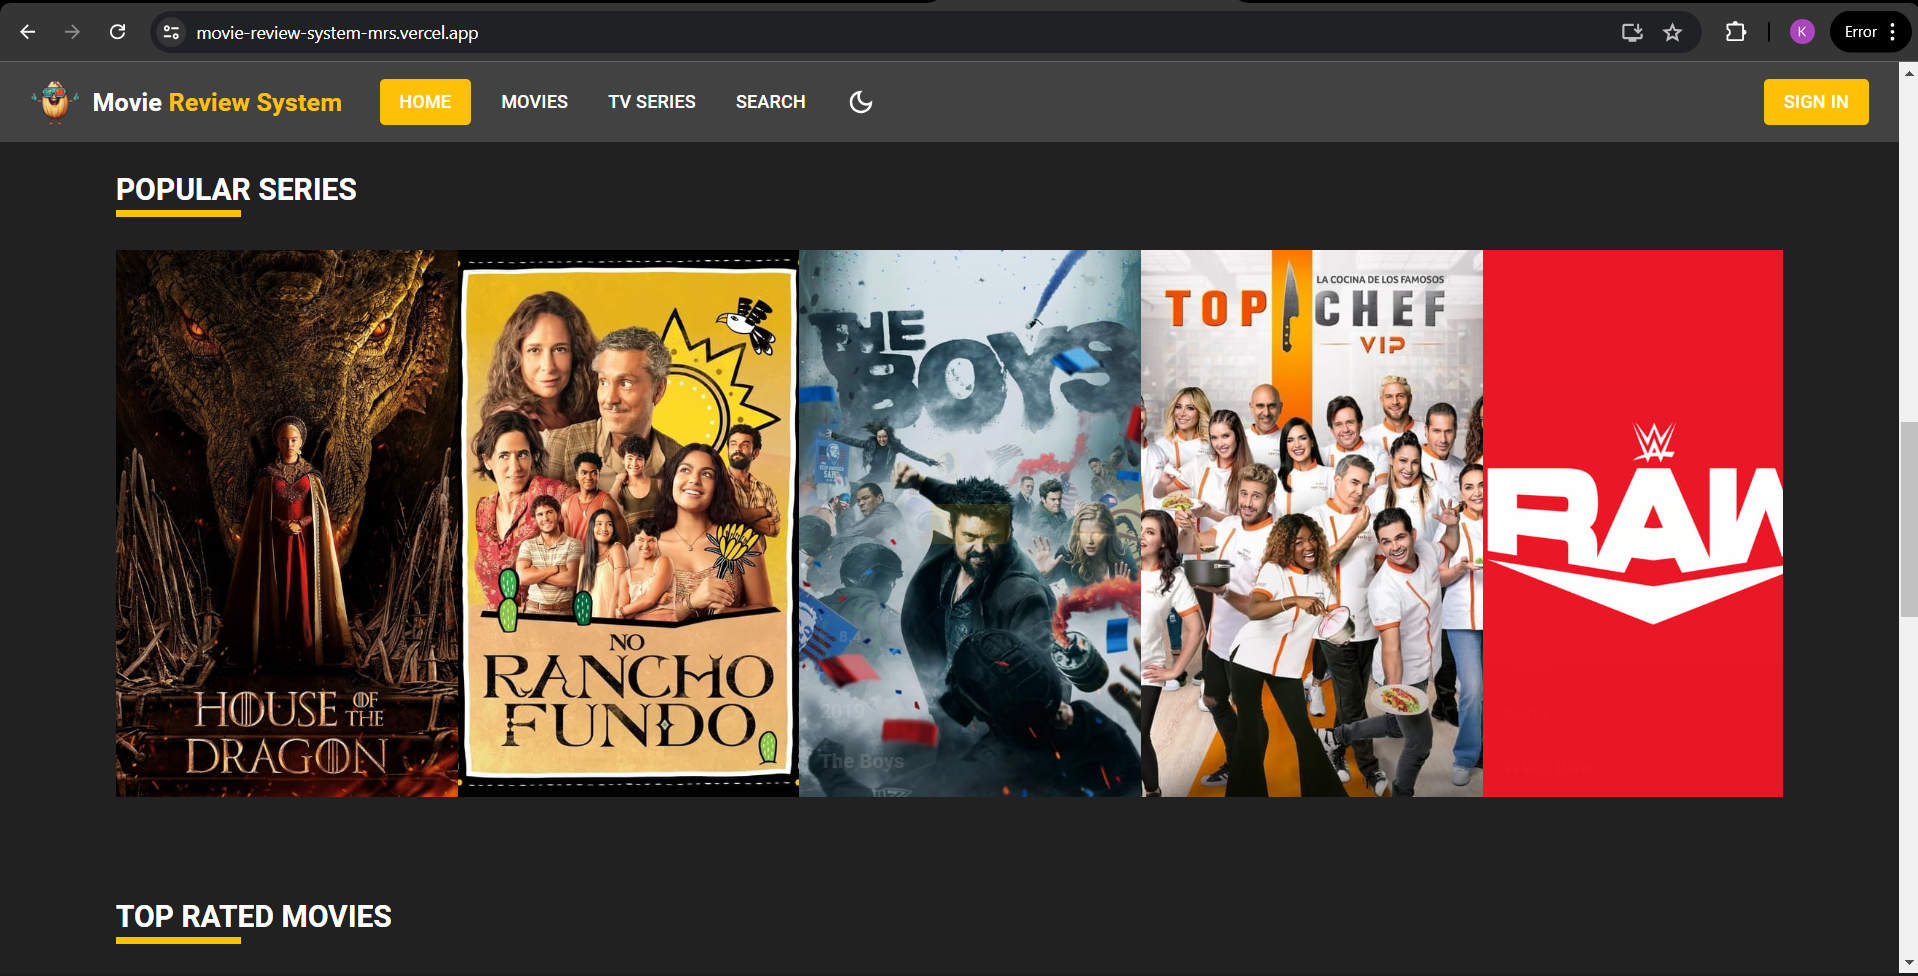 movie-review-system-mrs.vercel.app
K
Error
Movie Review System
HOME
MOVIES
TV SERIES
SEARCH
SIGN IN
POPULAR SERIES
HOUSE OF THE
DRAGON
NO
RANCHO
FUNDO
THE
BOYS
8.4
2019
The Boys
LA COCINA DE LOS FAMOSOS
TOP CHEF
VIP
W
RAW
TOP RATED MOVIES